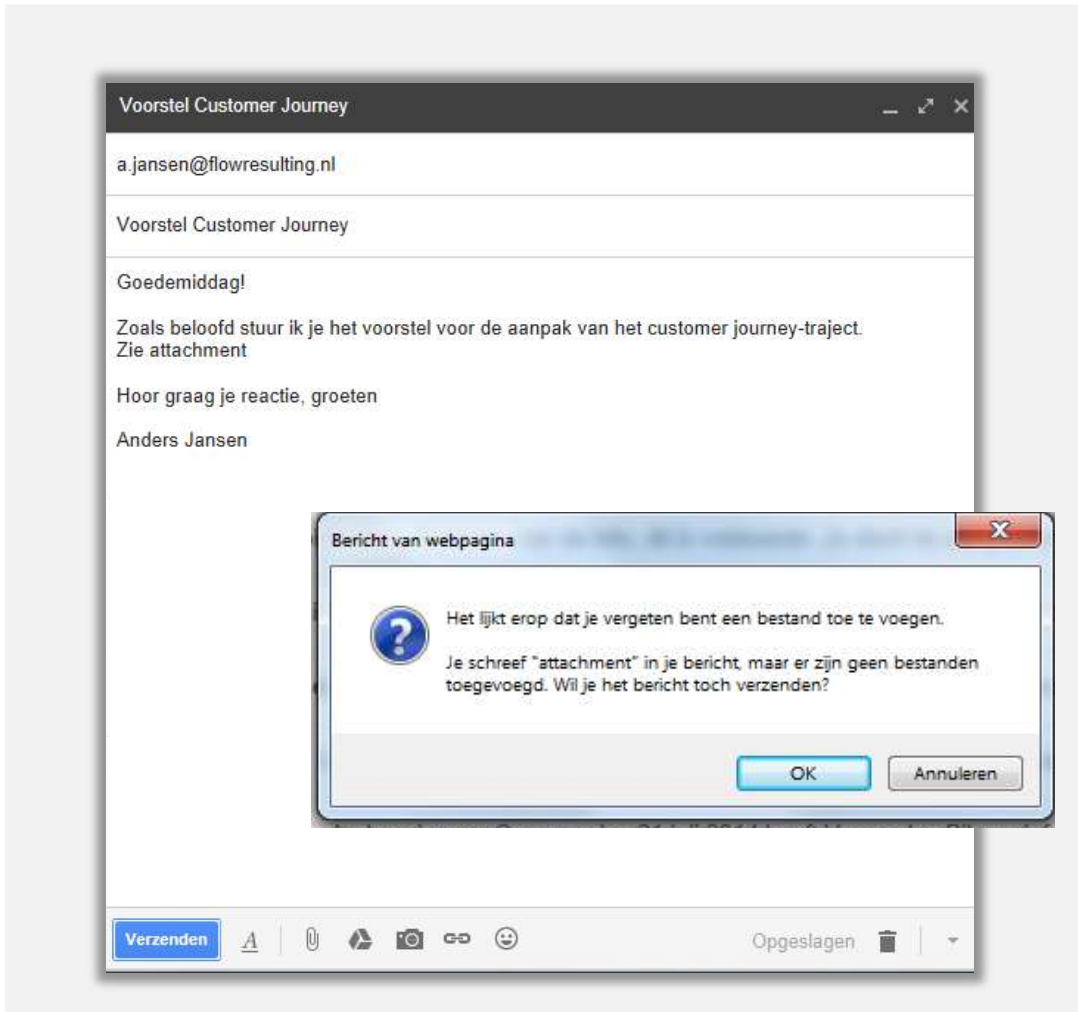 Voorstel Customer Journey
a.jansen@flowresulting.nl
Voorstel Customer Journey
Goedemiddag!
Zoals beloofd stuur ik je het voorstel voor de aanpak van het customer journey-traject.
Zie attachment
Hoor graag je reactie, groeten
Anders Jansen
Bericht van webpagina
Het lijkt erop dat je vergeten bent een bestand toe te voegen.
Je schreef "attachment" in je bericht, maar er zijn geen bestanden
toegevoegd. Wil je het bericht toch verzenden?
OK Annuleren
Verzenden A Opgeslagen